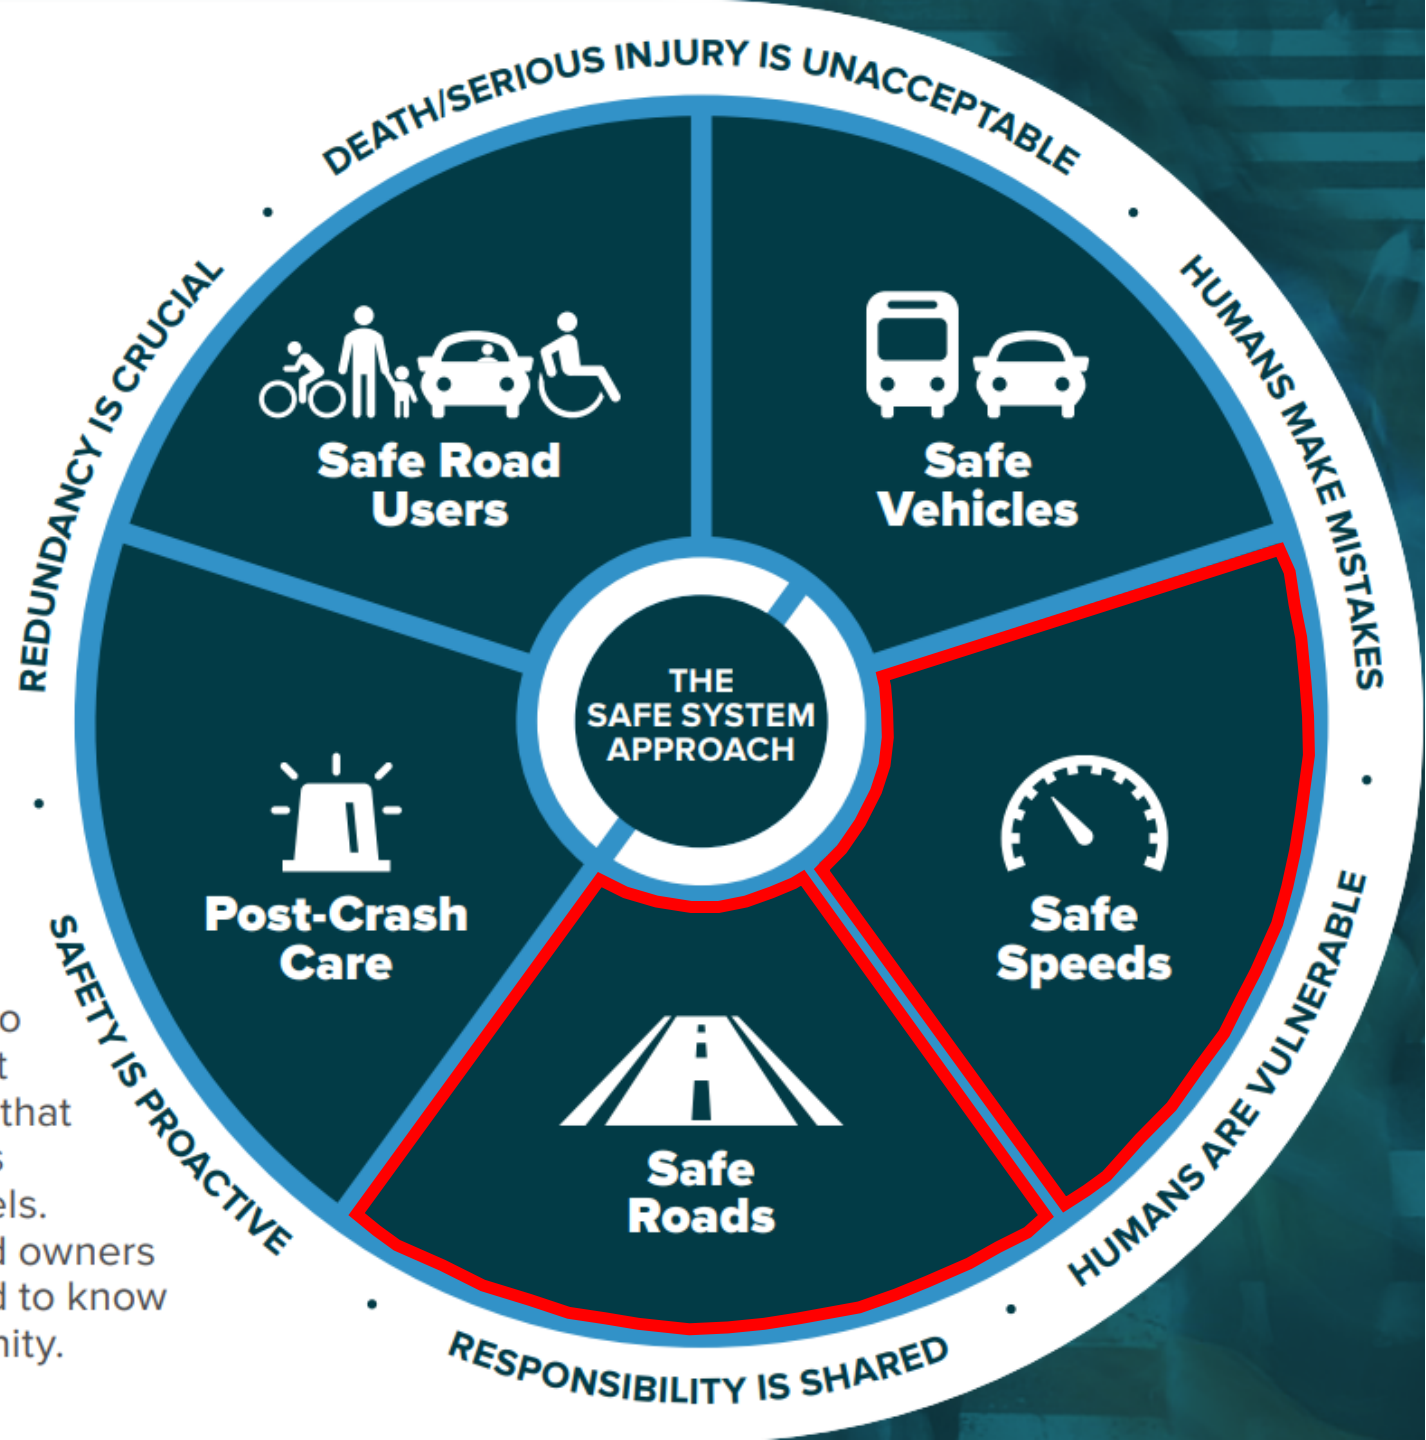 DEATH/SERIOUS INJURY IS UNACCEPTABLE
HUMANS MAKE MISTAKES
HUMANS ARE VULNERABLE
RESPONSIBILITY IS SHARED
SAFETY IS PROACTIVE
REDUNDANCY IS CRUCIAL
Safe Road
Users
Safe
Vehicles
THE
SAFE SYSTEM
APPROACH
Post-Crash
Care
Safe
Speeds
Safe
Roads
that
owners
to know